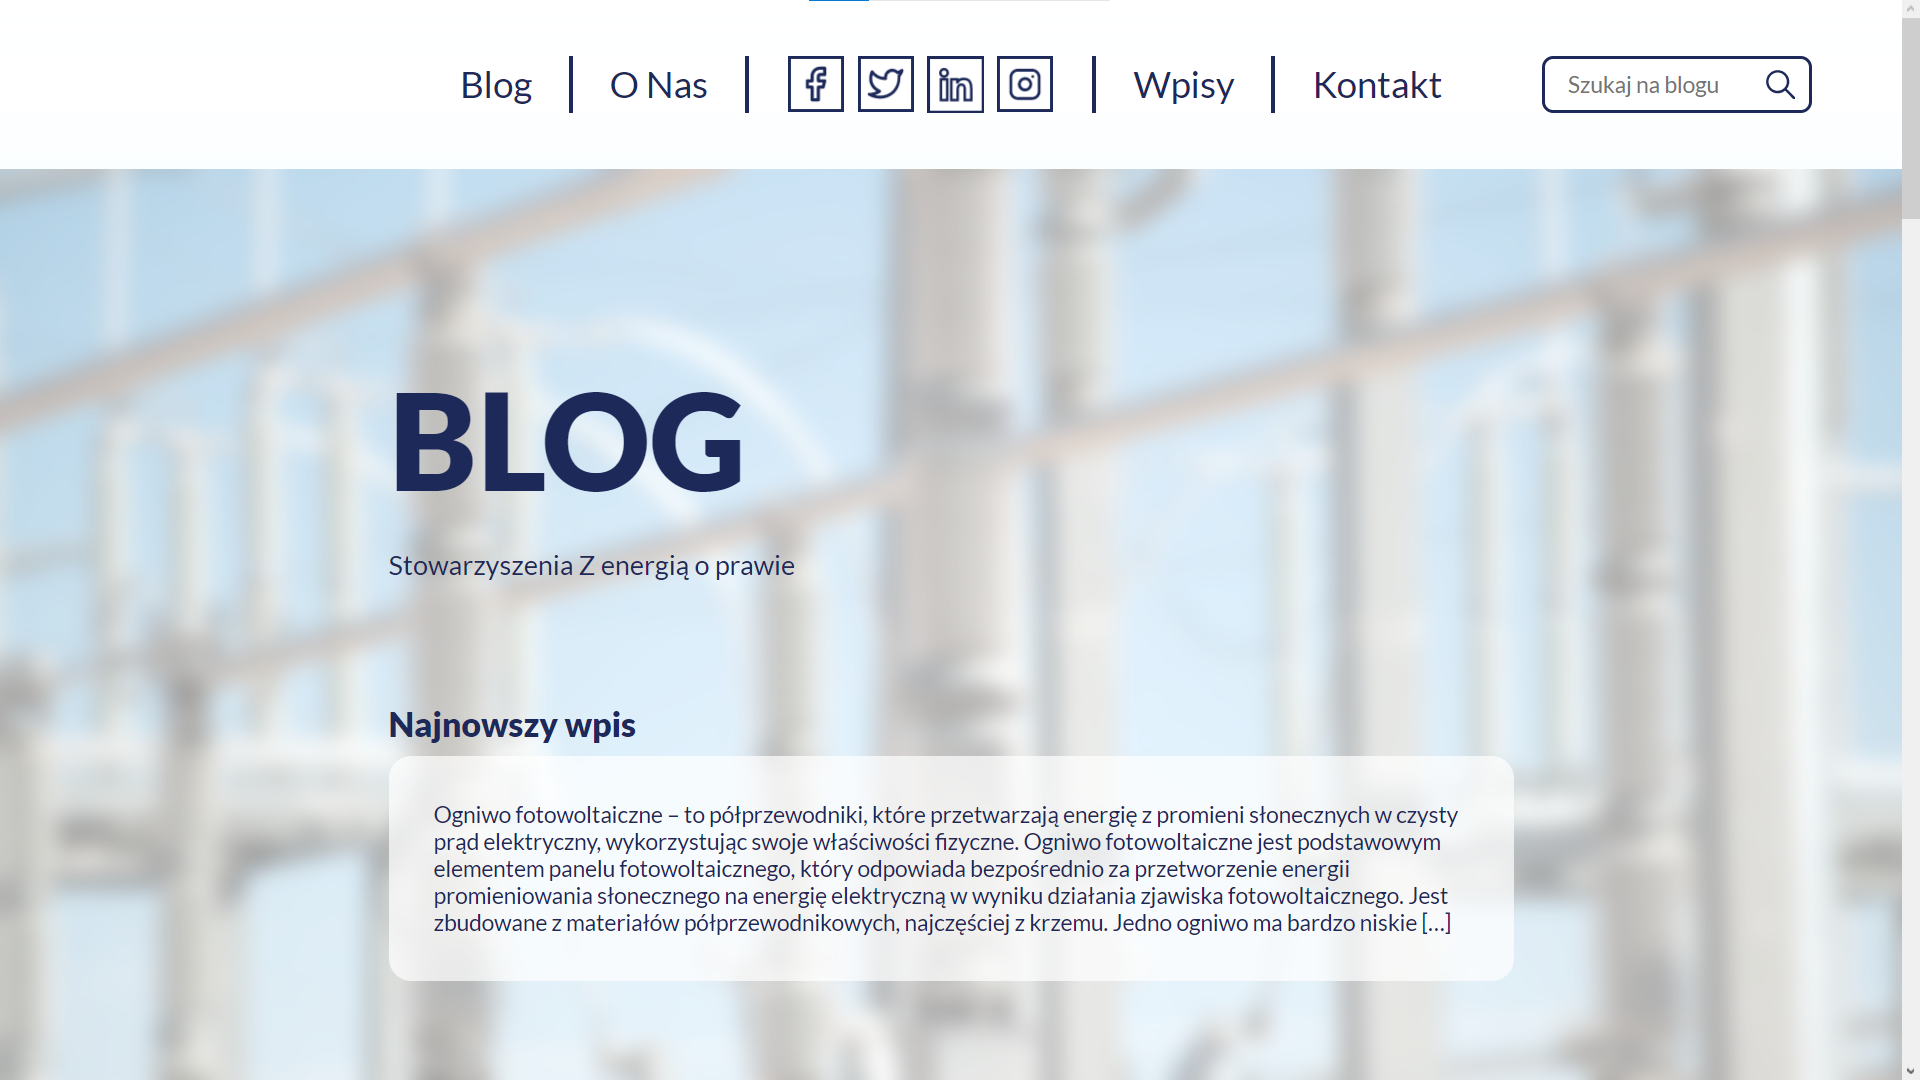 Blog
O Nas
Wpisy
Kontakt
Szukaj na blogu
BLOG
Stowarzyszenia Z energią o prawie
Najnowszy wpis
Ogniwo fotowoltaiczne – to półprzewodniki, które przetwarzają energię z promieni słonecznych w czysty
prąd elektryczny, wykorzystując swoje właściwości fizyczne. Ogniwo fotowoltaiczne jest podstawowym
elementem panelu fotowoltaicznego, który odpowiada bezpośrednio za przetworzenie energii
promieniowania słonecznego na energię elektryczną w wyniku działania zjawiska fotowoltaicznego. Jest
zbudowane z materiałów półprzewodnikowych, najczęściej z krzemu. Jedno ogniwo ma bardzo niskie […]